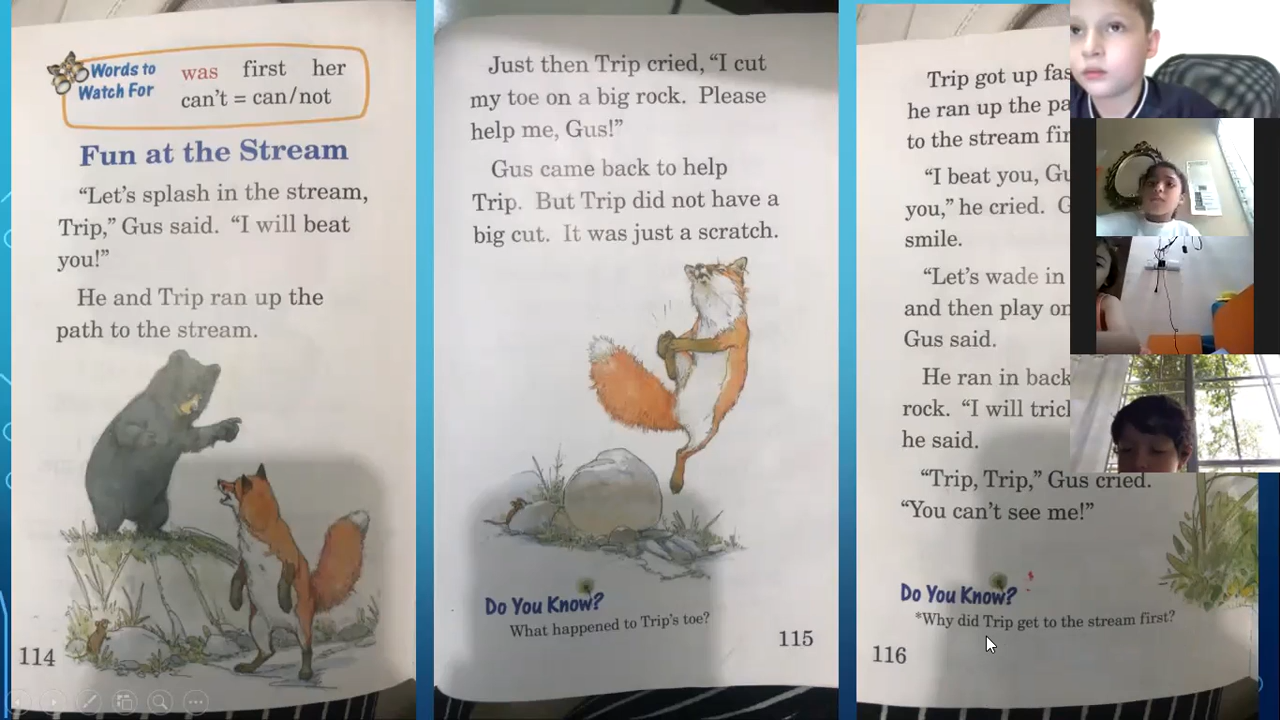 Words to
Watch For
was first her
can't = can/not
Fun at the Stream
"Let's splash in the stream,
Trip," Gus said. "I will beat
you!"
He and Trip ran up the
path to the stream.
114
Just then Trip cried, "I cut
my toe on a big rock. Please
help me, Gus!"
Gus came back to help
Trip. But Trip did not have a
big cut. It was just a scratch.
Do You Know?
What happened to Trip's toe?
115
Trip got up
he ran up the
to the stream
"I beat you,
you," he cried.
smile.
"Let's wade in
and then play
Gus said.
He ran in back
rock. "I will
he said.
"Trip, Trip," Gus cried.
"You can't see me!"
Do You Know?
*Why did Trip get to the stream first?
116